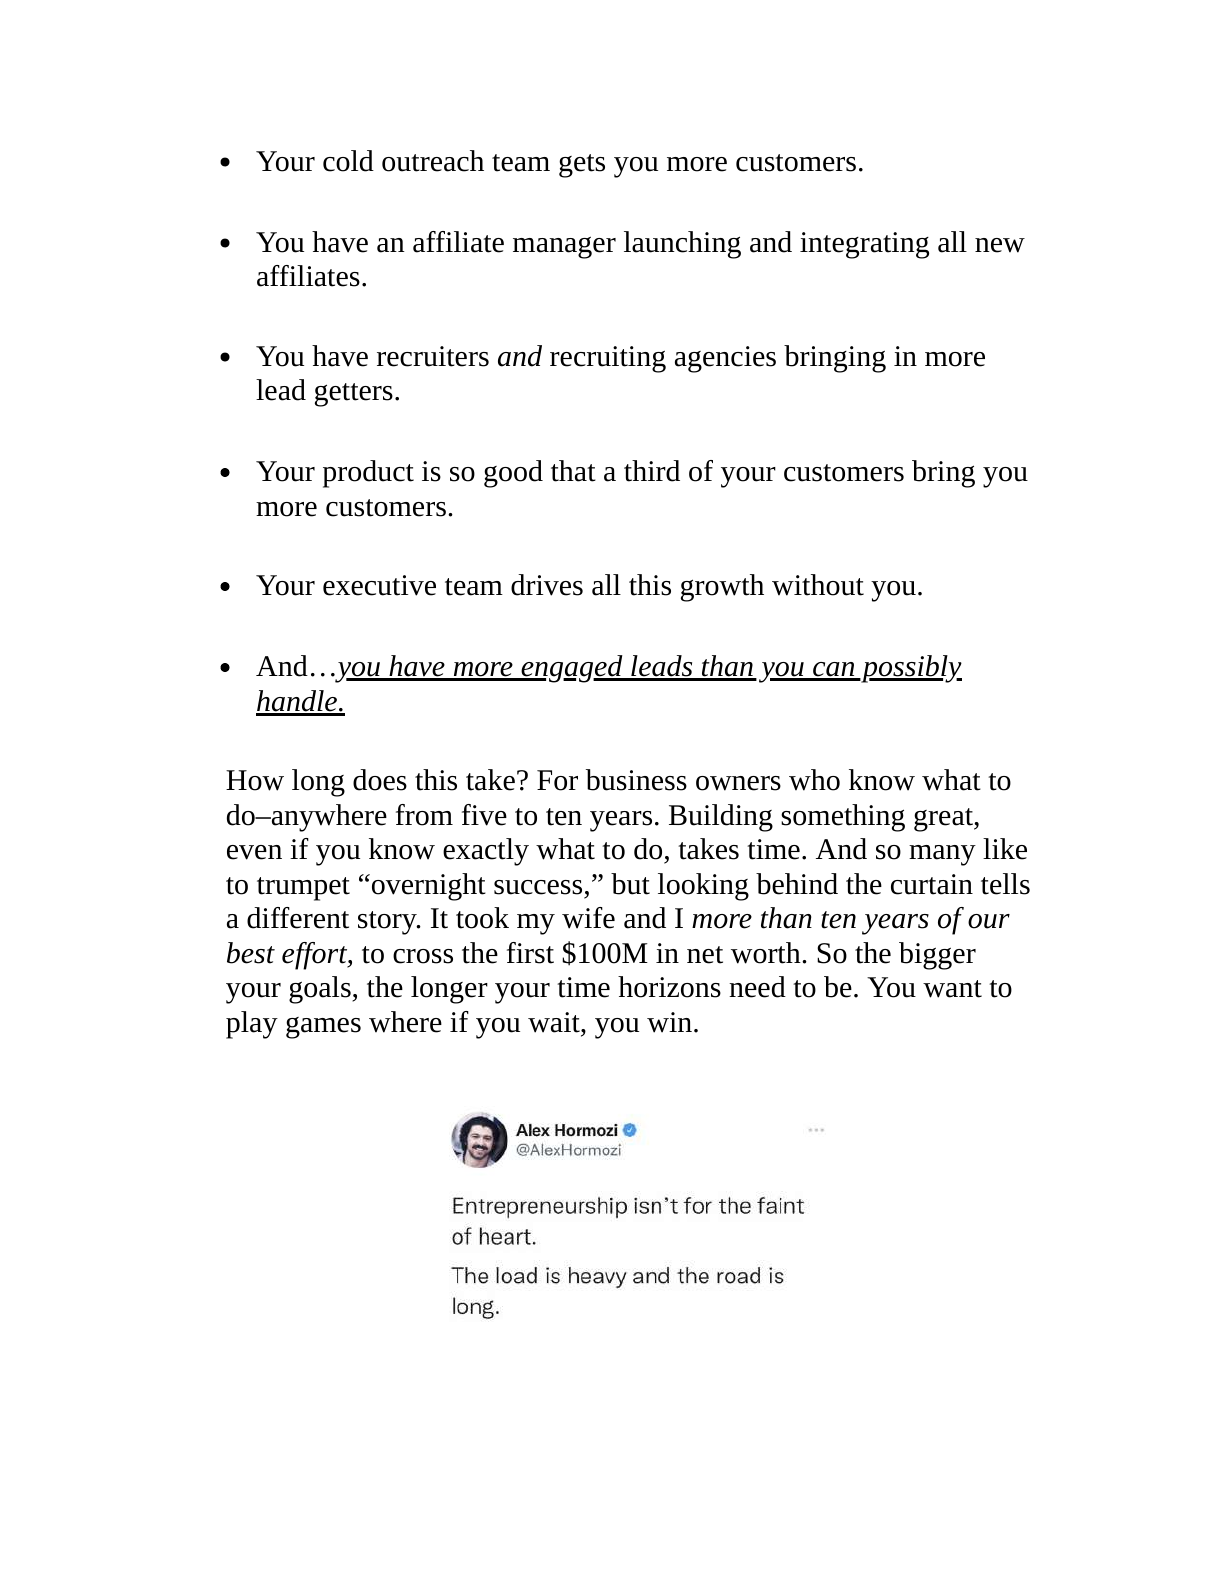 • Your cold outreach team gets you more customers.
• You have an affiliate manager launching and integrating all new
affiliates.
• You have recruiters and recruiting agencies bringing in more
lead getters.
• Your product is so good that a third of your customers bring you
more customers.
• Your executive team drives all this growth without you.
• And…you have more engaged leads than you can possibly
handle.
How long does this take? For business owners who know what to
do–anywhere from five to ten years. Building something great,
even if you know exactly what to do, takes time. And so many like
to trumpet “overnight success,” but looking behind the curtain tells
a different story. It took my wife and I more than ten years of our
best effort, to cross the first $100M in net worth. So the bigger
your goals, the longer your time horizons need to be. You want to
play games where if you wait, you win.
Alex Hormozi
@AlexHormozi
Entrepreneurship isn’t for the faint
of heart.
The load is heavy and the road is
long.